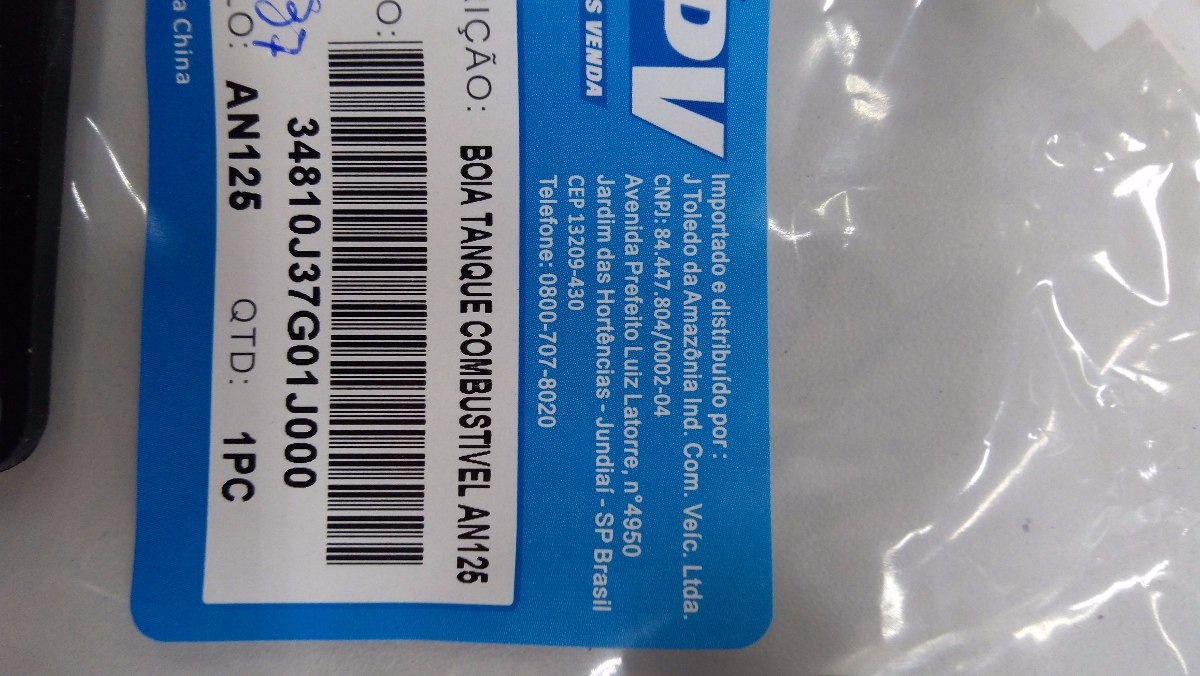 PV
S VENDA
Importado e distribuído por :
J Toledo da Amazônia Ind. Com. Veíc. Ltda.
CNPJ: 84.447.804/0002-04
Avenida Prefeito Luiz Latorre, n°4950
Jardim das Hortências - Jundiaí - SP Brasil
CEP 13209-430
Telefone: 0800-707-8020
IÇÃO: BOIA TANQUE COMBUSTIVEL AN125
O:
34810J37G01J000
LO: AN125 QTD: 1PC
37
a China